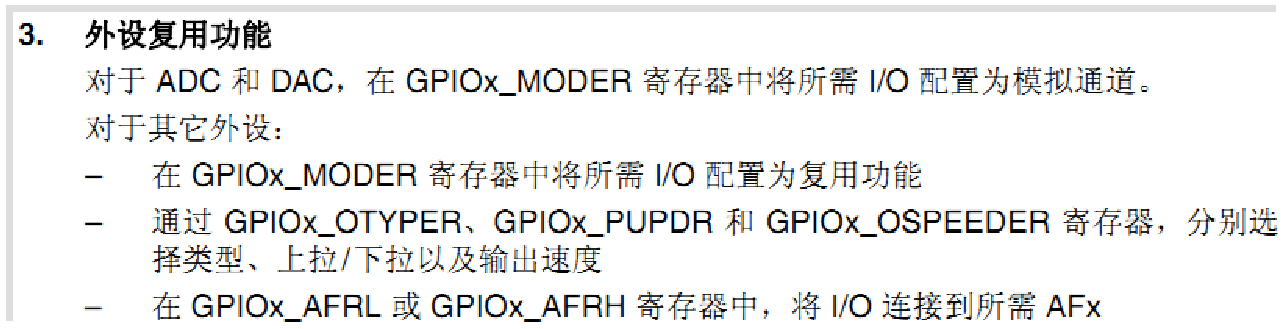 3. 外设复用功能
对于 ADC 和 DAC，在 GPIOx_MODER 寄存器中将所需 I/O 配置为模拟通道。
对于其它外设：
– 在 GPIOx_MODER 寄存器中将所需 I/O 配置为复用功能
– 通过 GPIOx_OTYPER、GPIOx_PUPDR 和 GPIOx_OSPEEDER 寄存器，分别选
择类型、上拉/下拉以及输出速度
– 在 GPIOx_AFRL 或 GPIOx_AFRH 寄存器中，将 I/O 连接到所需 AFx